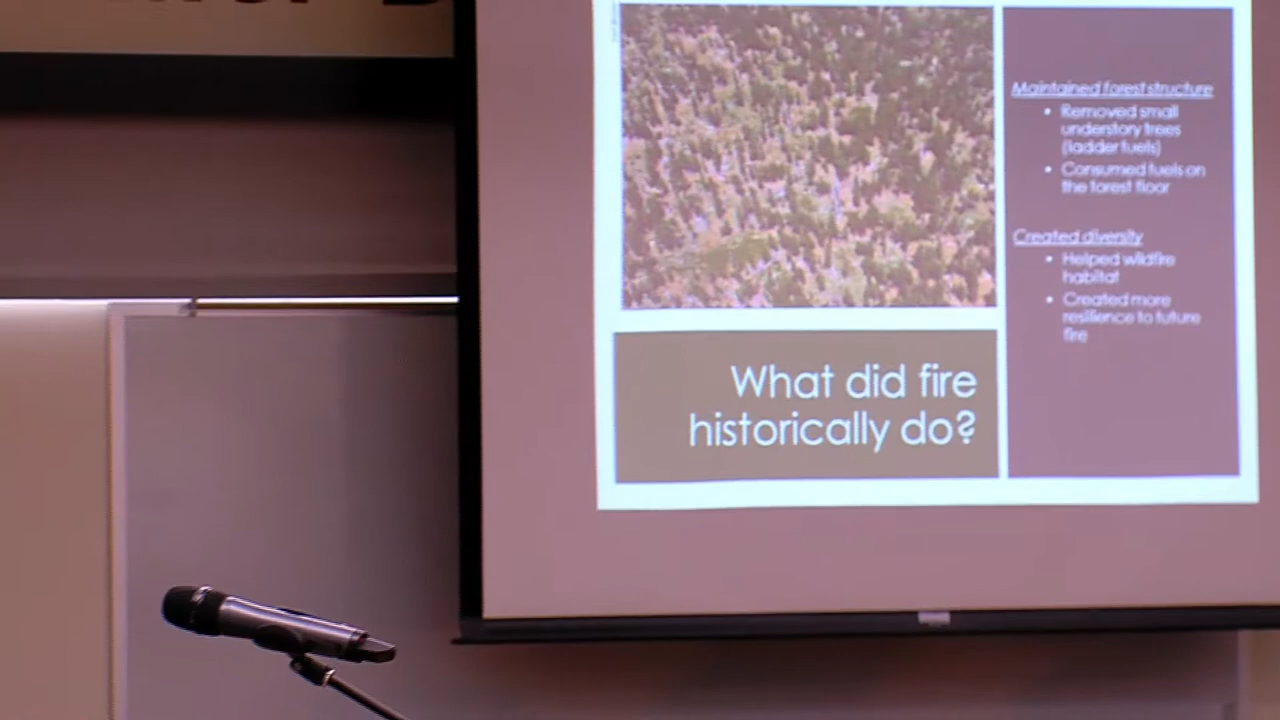 Maintained forest structure
• Removed small
understory trees
(ladder fuels)
• Consumed fuels on
the forest floor
Created diversity
• Helped wildfire
habitat
• Created more
resilience to future
fire
What did fire
historically do?